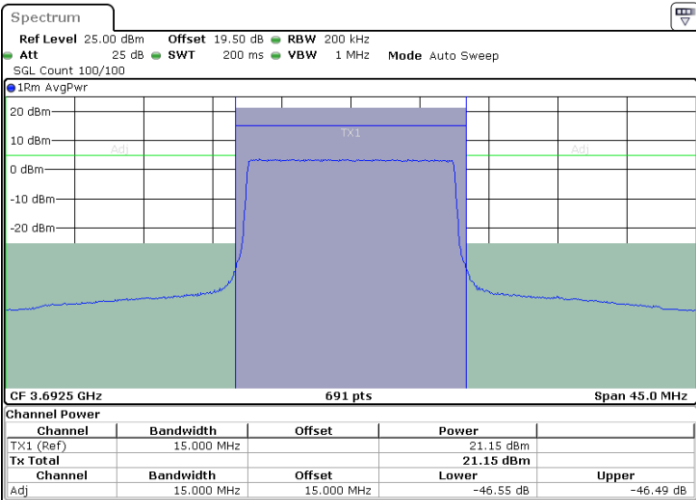 Spectrum
Ref Level 25.00 dBm Offset 19.50 dB RBW 200 kHz
Att 25 dB SWT 200 ms VBW 1 MHz Mode Auto Sweep
SGL Count 100/100
1Rm AvgPwr
20 dBm
TX1
10 dBm
Adj Adj
0 dBm
-10 dBm
-20 dBm
CF 3.6925 GHz 691 pts Span 45.0 MHz
Channel Power
Channel Bandwidth Offset Power
TX1 (Ref) 15.000 MHz 21.15 dBm
Tx Total 21.15 dBm
Channel Bandwidth Offset Lower Upper
Adj 15.000 MHz 15.000 MHz -46.55 dB -46.49 dB